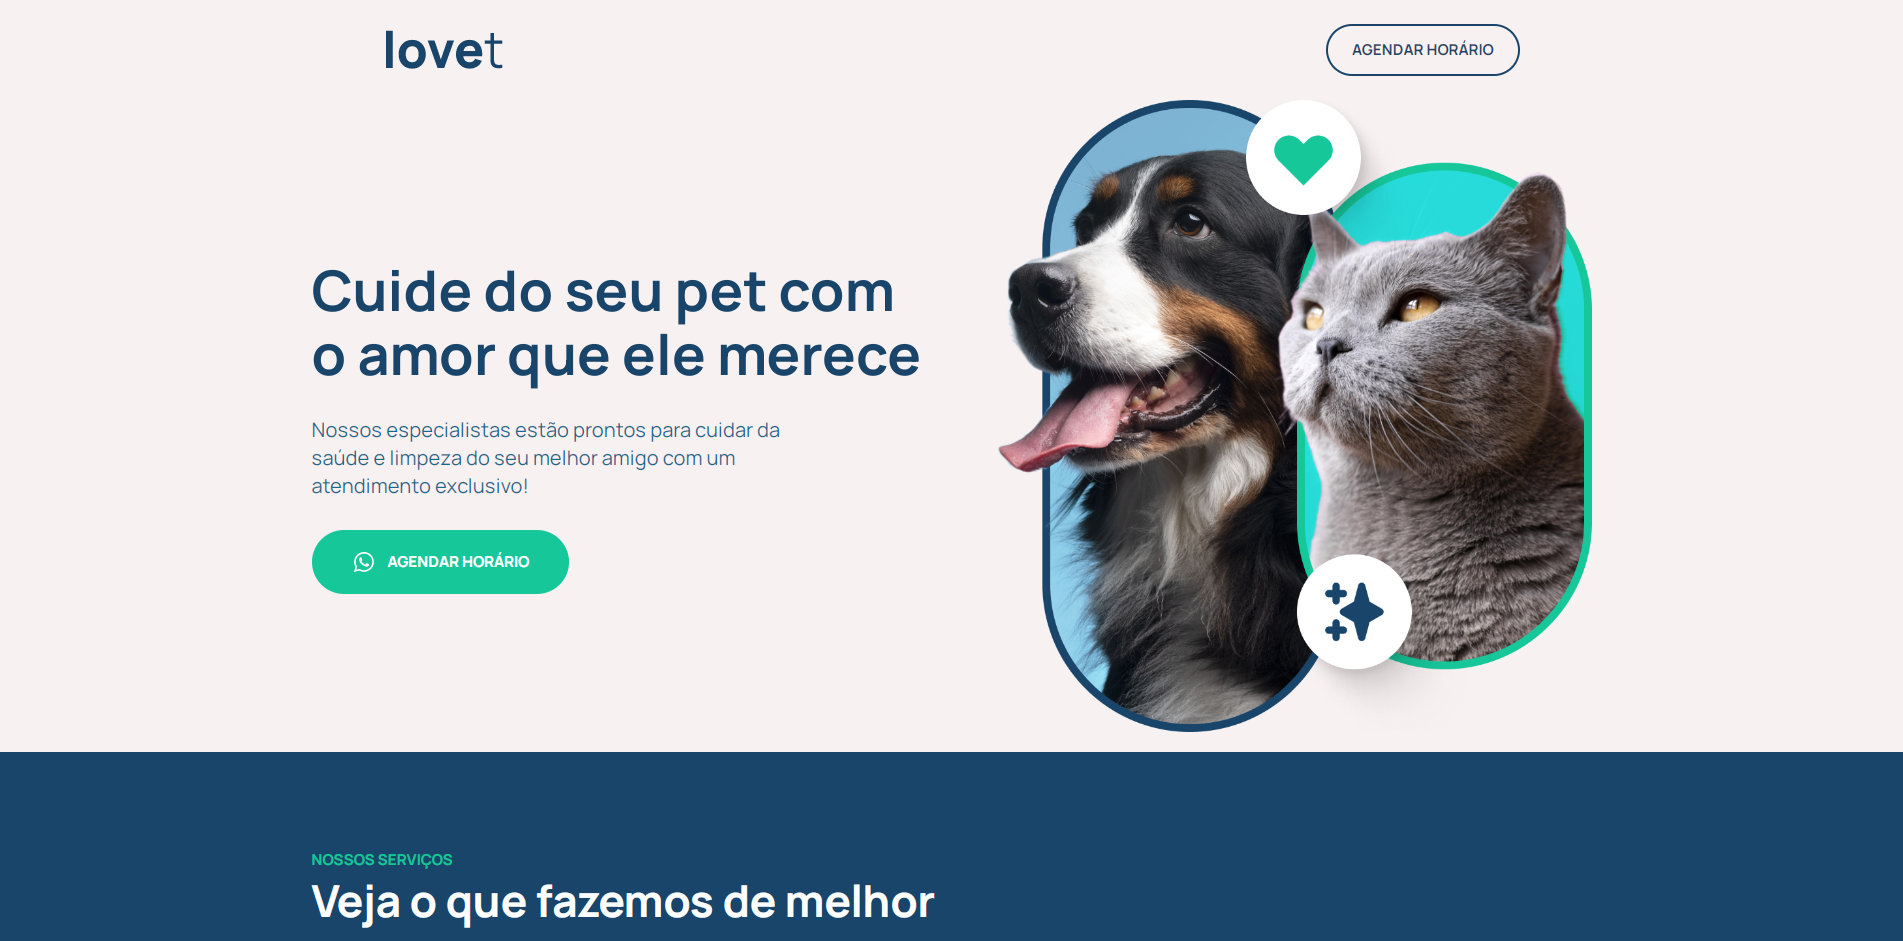 lovet
AGENDAR HORÁRIO
Cuide do seu pet com
o amor que ele merece
Nossos especialistas estão prontos para cuidar da
saúde e limpeza do seu melhor amigo com um
atendimento exclusivo!
AGENDAR HORÁRIO
NOSSOS SERVIÇOS
Veja o que fazemos de melhor